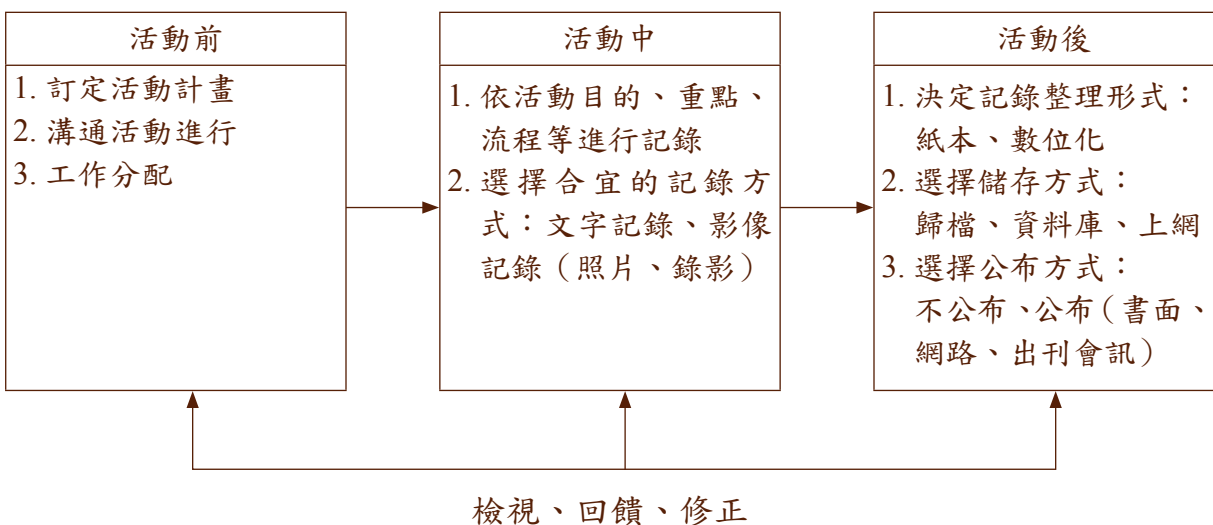 活動前
1. 訂定活動計畫
2. 溝通活動進行
3. 工作分配
活動中
1. 依活動目的、重點、
流程等進行記錄
2. 選擇合宜的記錄方
式：文字記錄、影像
記錄（照片、錄影）
活動後
1. 決定記錄整理形式：
紙本、數位化
2. 選擇儲存方式：
歸檔、資料庫、上網
3. 選擇公布方式：
不公布、公布（書面、
網路、出刊會訊）
檢視、回饋、修正